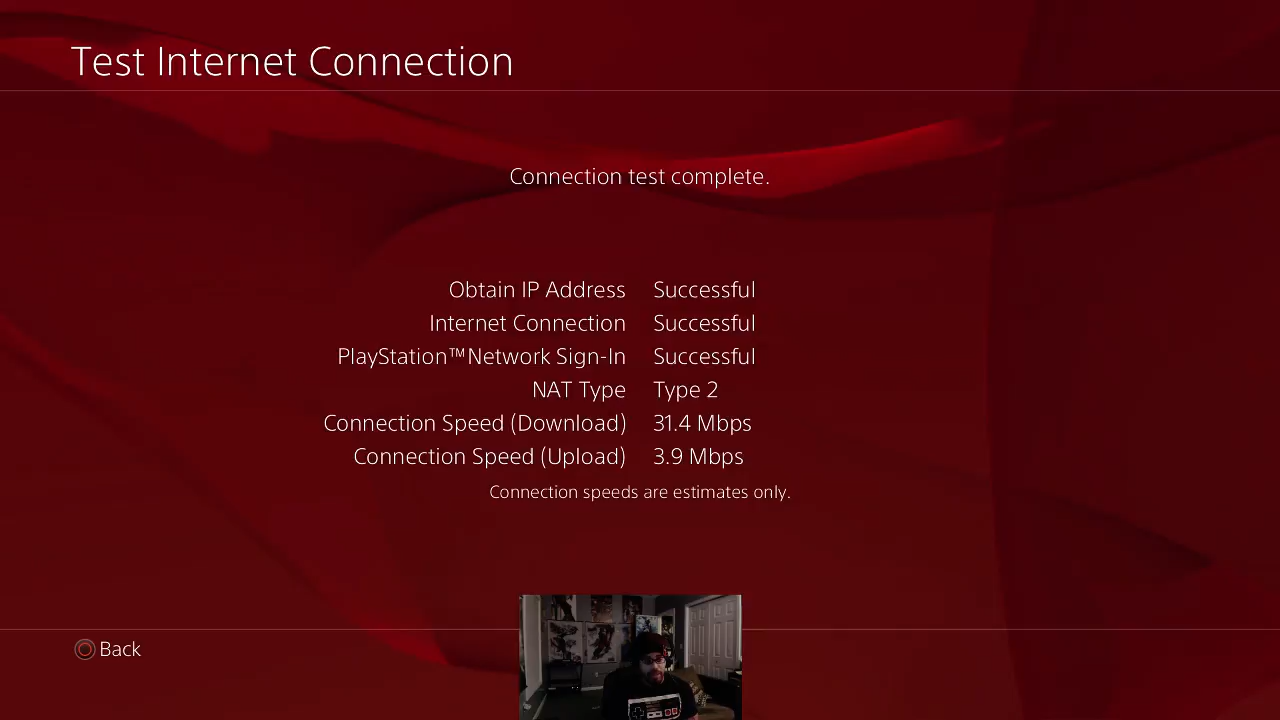 Test Internet Connection
Connection test complete.
Obtain IP Address Successful
Internet Connection Successful
PlayStation™Network Sign-In Successful
NAT Type Type 2
Connection Speed (Download) 31.4 Mbps
Connection Speed (Upload) 3.9 Mbps
Connection speeds are estimates only.
Back